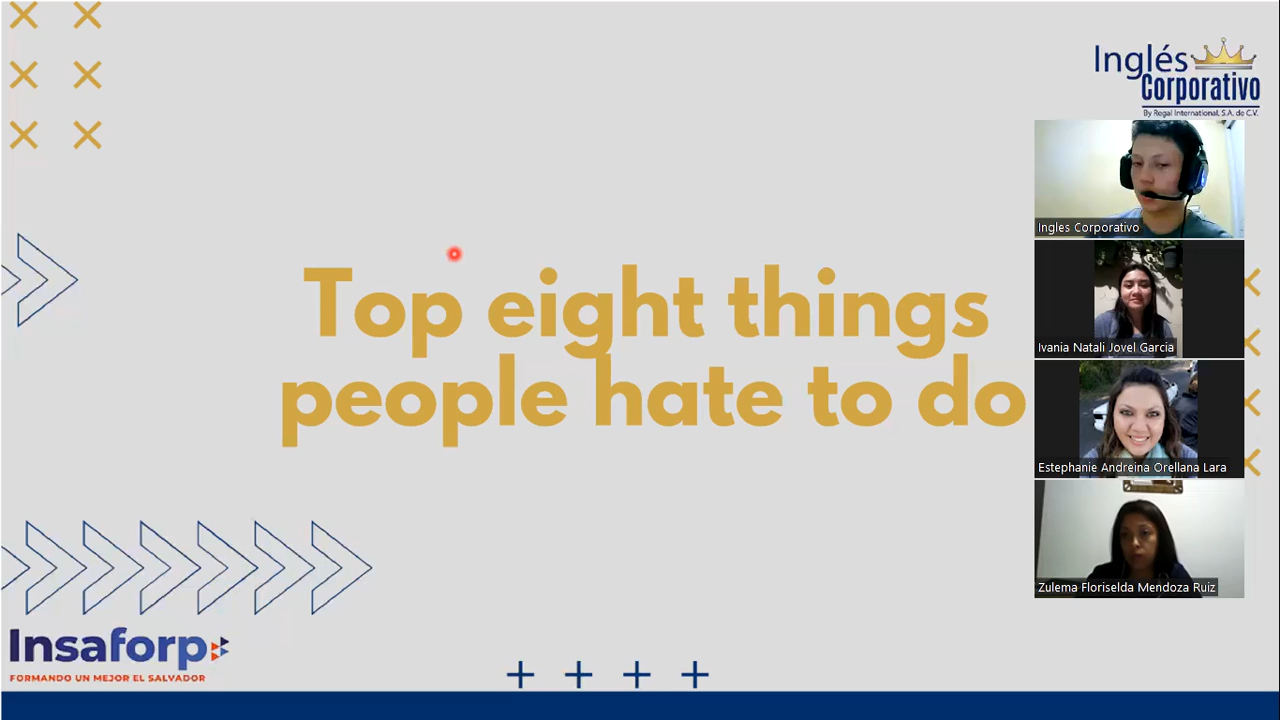 Inglés
Corporativo
By Regal International, S.A. de C.V.
Ingles Corporativo
Ivania Natali Jovel Garcia
Top eight things
people hate to do
Estephanie Andreina Orellana Lara
Zulema Floriselda Mendoza Ruiz
Insaforp
FORMANDO UN MEJOR EL SALVADOR